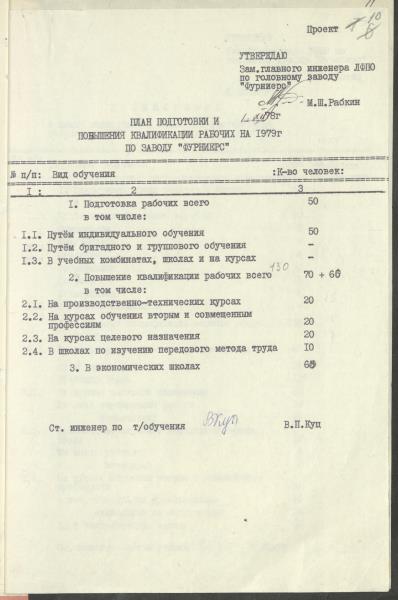 Проект
10
8
УТВЕРЖДАЮ
Зам.главного инженера ЛФПО
по головному заводу
"Фурниерс"
М.Ш.Рабкин
1978г
ПЛАН ПОДГОТОВКИ И
ПОВЫШЕНИЯ КВАЛИФИКАЦИИ РАБОЧИХ НА 1979г
ПО ЗАВОДУ "ФУРНИЕРС"
№ п/п: Вид обучения :К-во человек:
I : 2 3
I. Подготовка рабочих всего 50
в том числе:
I.I. Путём индивидуального обучения 50
I.2. Путём бригадного и группового обучения –
I.3. В учебных комбинатах, школах и на курсах –
130
2. Повышение квалификации рабочих всего 70 + 60
в том числе:
2.I. На производственно-технических курсах 20
2.2. На курсах обучения вторым и совмещенным
профессиям 20
2.3. На курсах целевого назначения 20
2.4. В школах по изучению передового метода труда I0
3. В экономических школах 60
Ст. инженер по т/обучения В.П.Куц